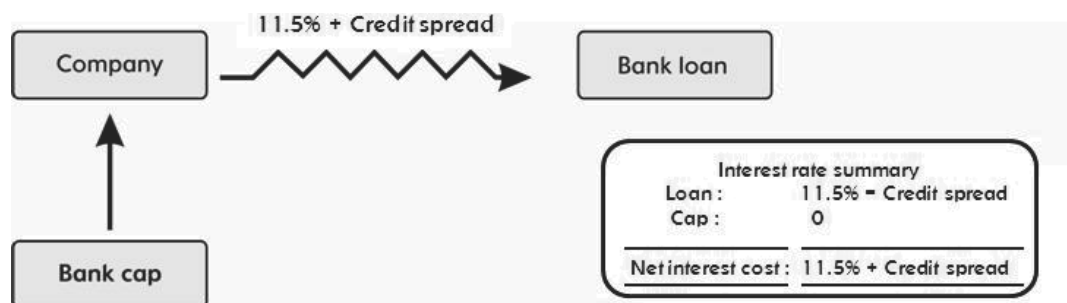 11.5% + Credit spread
Company
Bank loan
Interest rate summary
Loan : 11.5% - Credit spread
Cap : 0
Net interest cost : 11.5% + Credit spread
Bank cap